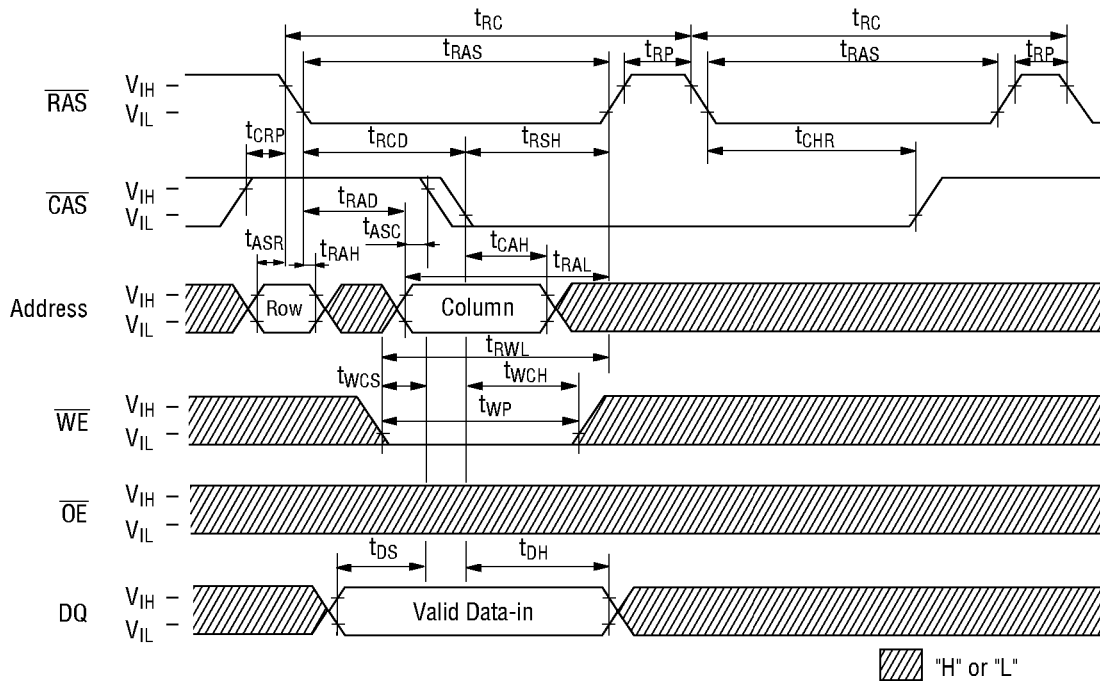 tRC tRC
tRAS tRP tRAS tRP
RAS VIH
VIL
tCRP tRCD tRSH tCHR
CAS VIH
VIL
tRAD
tASC
tASR tRAH tCAH tRAL
Address VIH
VIL
Row Column
tRWL
tWCS tWCH
tWP
WE VIH
VIL
OE VIH
VIL
tDS tDH
DQ VIH
VIL
Valid Data-in
"H" or "L"